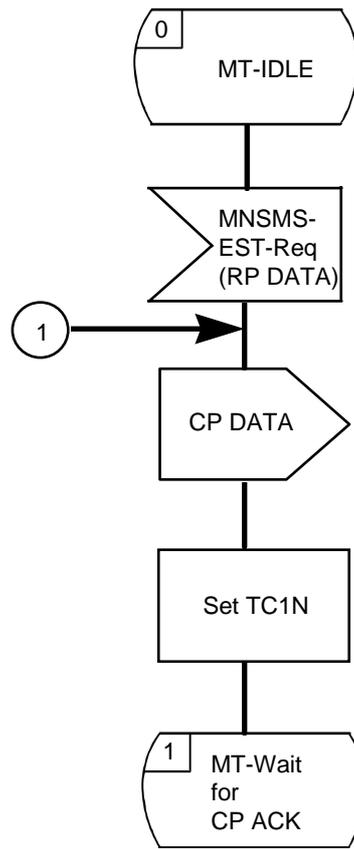 0
MT-IDLE
MNSMS-
EST-Req
(RP DATA)
1
CP DATA
Set TC1N
1
MT-Wait
for
CP ACK